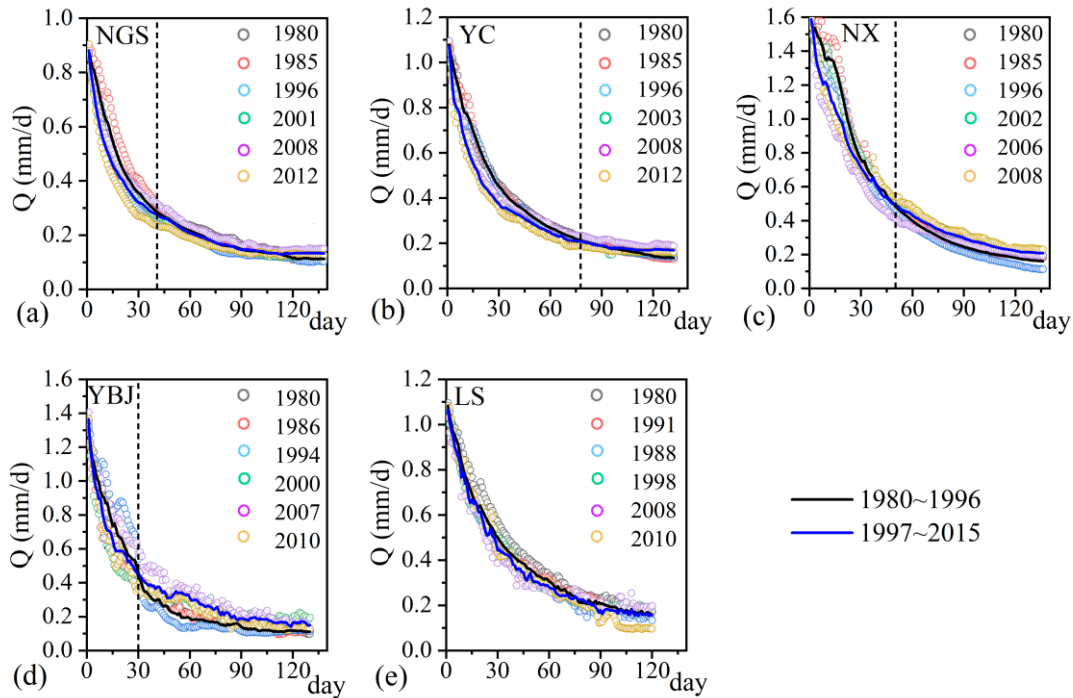 NGS
Q (mm/d)
1.0
0.8
0.6
0.4
0.2
0.0
0 30 60 90 120
day
(a)
1980
1985
1996
2001
2008
2012
YC
Q (mm/d)
1.2
1.0
0.8
0.6
0.4
0.2
0.0
0 30 60 90 120
day
(b)
1980
1985
1996
2003
2008
2012
NX
Q (mm/d)
1.6
1.4
1.2
1.0
0.8
0.6
0.4
0.2
0.0
0 30 60 90 120
day
(c)
1980
1985
1996
2002
2006
2008
YBJ
Q (mm/d)
1.6
1.4
1.2
1.0
0.8
0.6
0.4
0.2
0.0
0 30 60 90 120
day
(d)
1980
1986
1994
2000
2007
2010
LS
Q (mm/d)
1.2
1.0
0.8
0.6
0.4
0.2
0.0
0 30 60 90 120
day
(e)
1980
1991
1988
1998
2008
2010
1980~1996
1997~2015